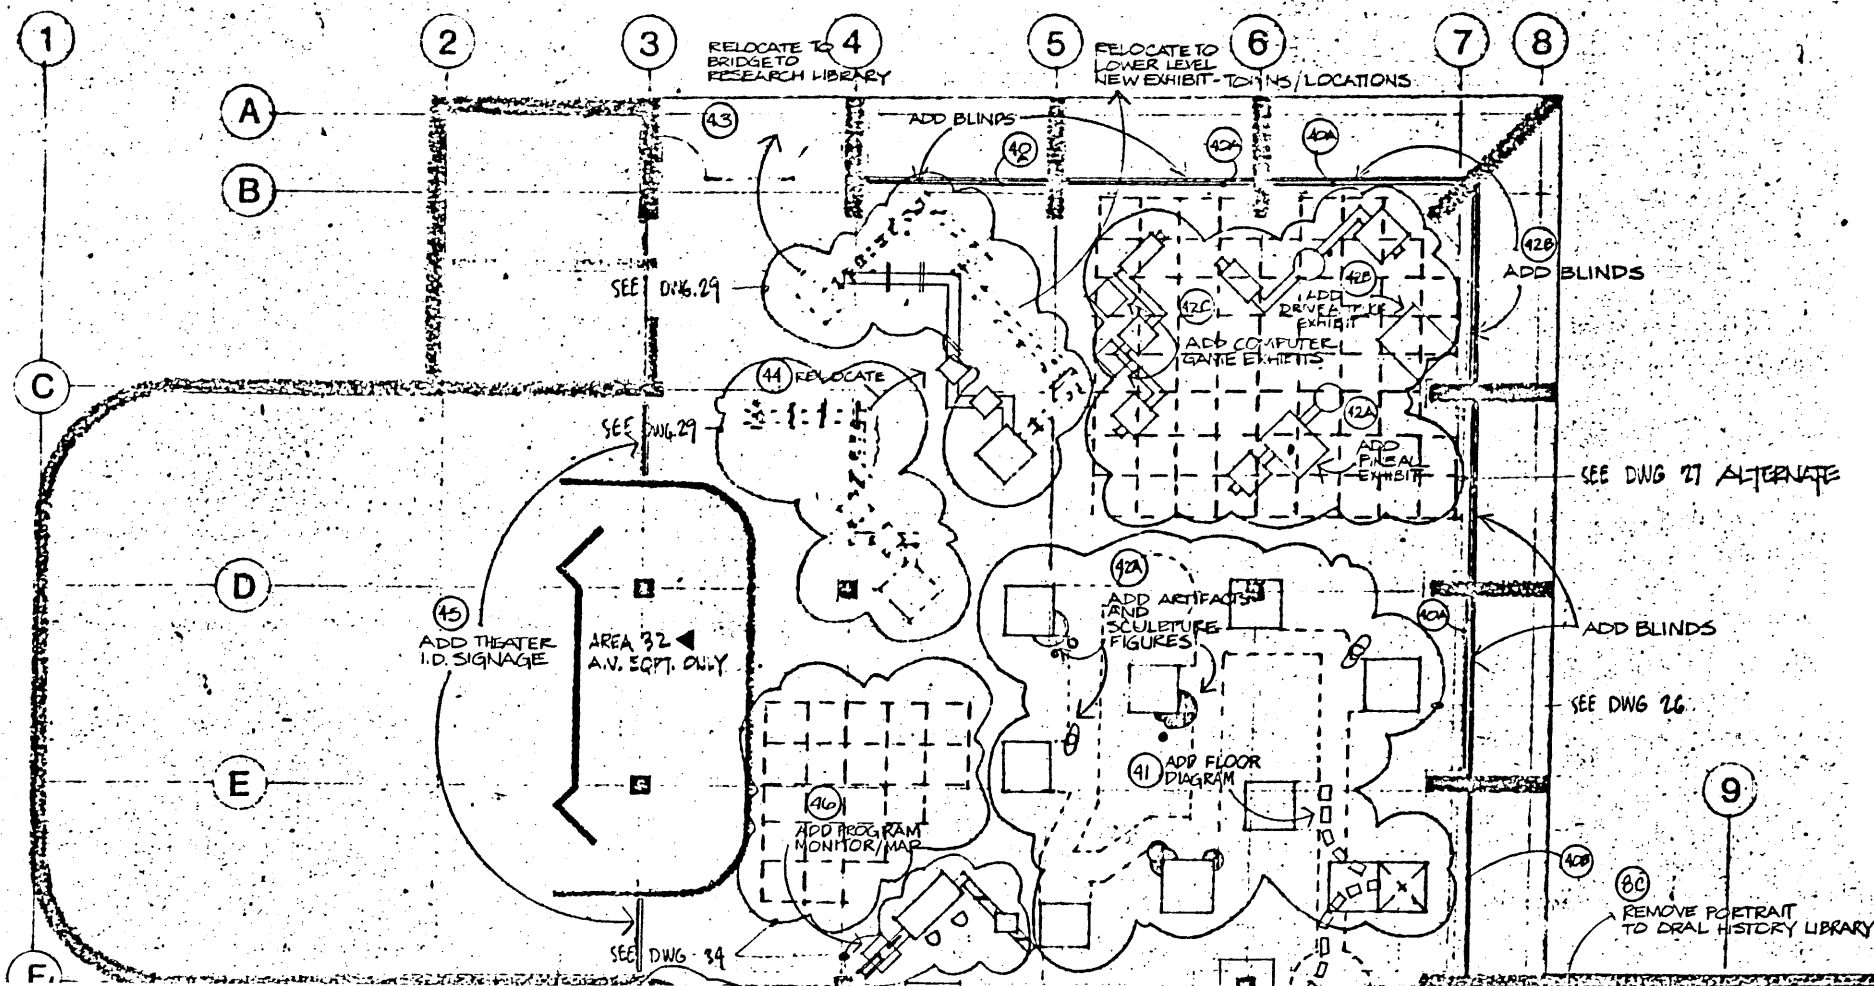 1
2
3
4
5
6
7
8
RELOCATE TO
BRIDGE TO
RESEARCH LIBRARY
RELOCATE TO
LOWER LEVEL
NEW EXHIBIT - TOWNS/LOCATIONS
A
43
ADD BLINDS
42A
40A
B
42B
ADD BLINDS
SEE DWG. 29
42B
ADD
EXHIBIT
42C
ADD COMPUTER
GAME EXHIBITS
C
44 RELOCATE
SEE DWG. 29
42A
ADD
EXHIBIT
SEE DWG 27 ALTERNATE
D
42A
ADD ARTIFACTS
AND
SCULPTURE
FIGURES
45
ADD THEATER
I.D. SIGNAGE
AREA 32
A.V. EQPT. ONLY
40A
ADD BLINDS
SEE DWG 26
E
41 ADD FLOOR
DIAGRAM
9
46
ADD PROGRAM
MONITOR/MAP
40B
8C
REMOVE PORTRAIT
TO ORAL HISTORY LIBRARY
SEE DWG 34
F